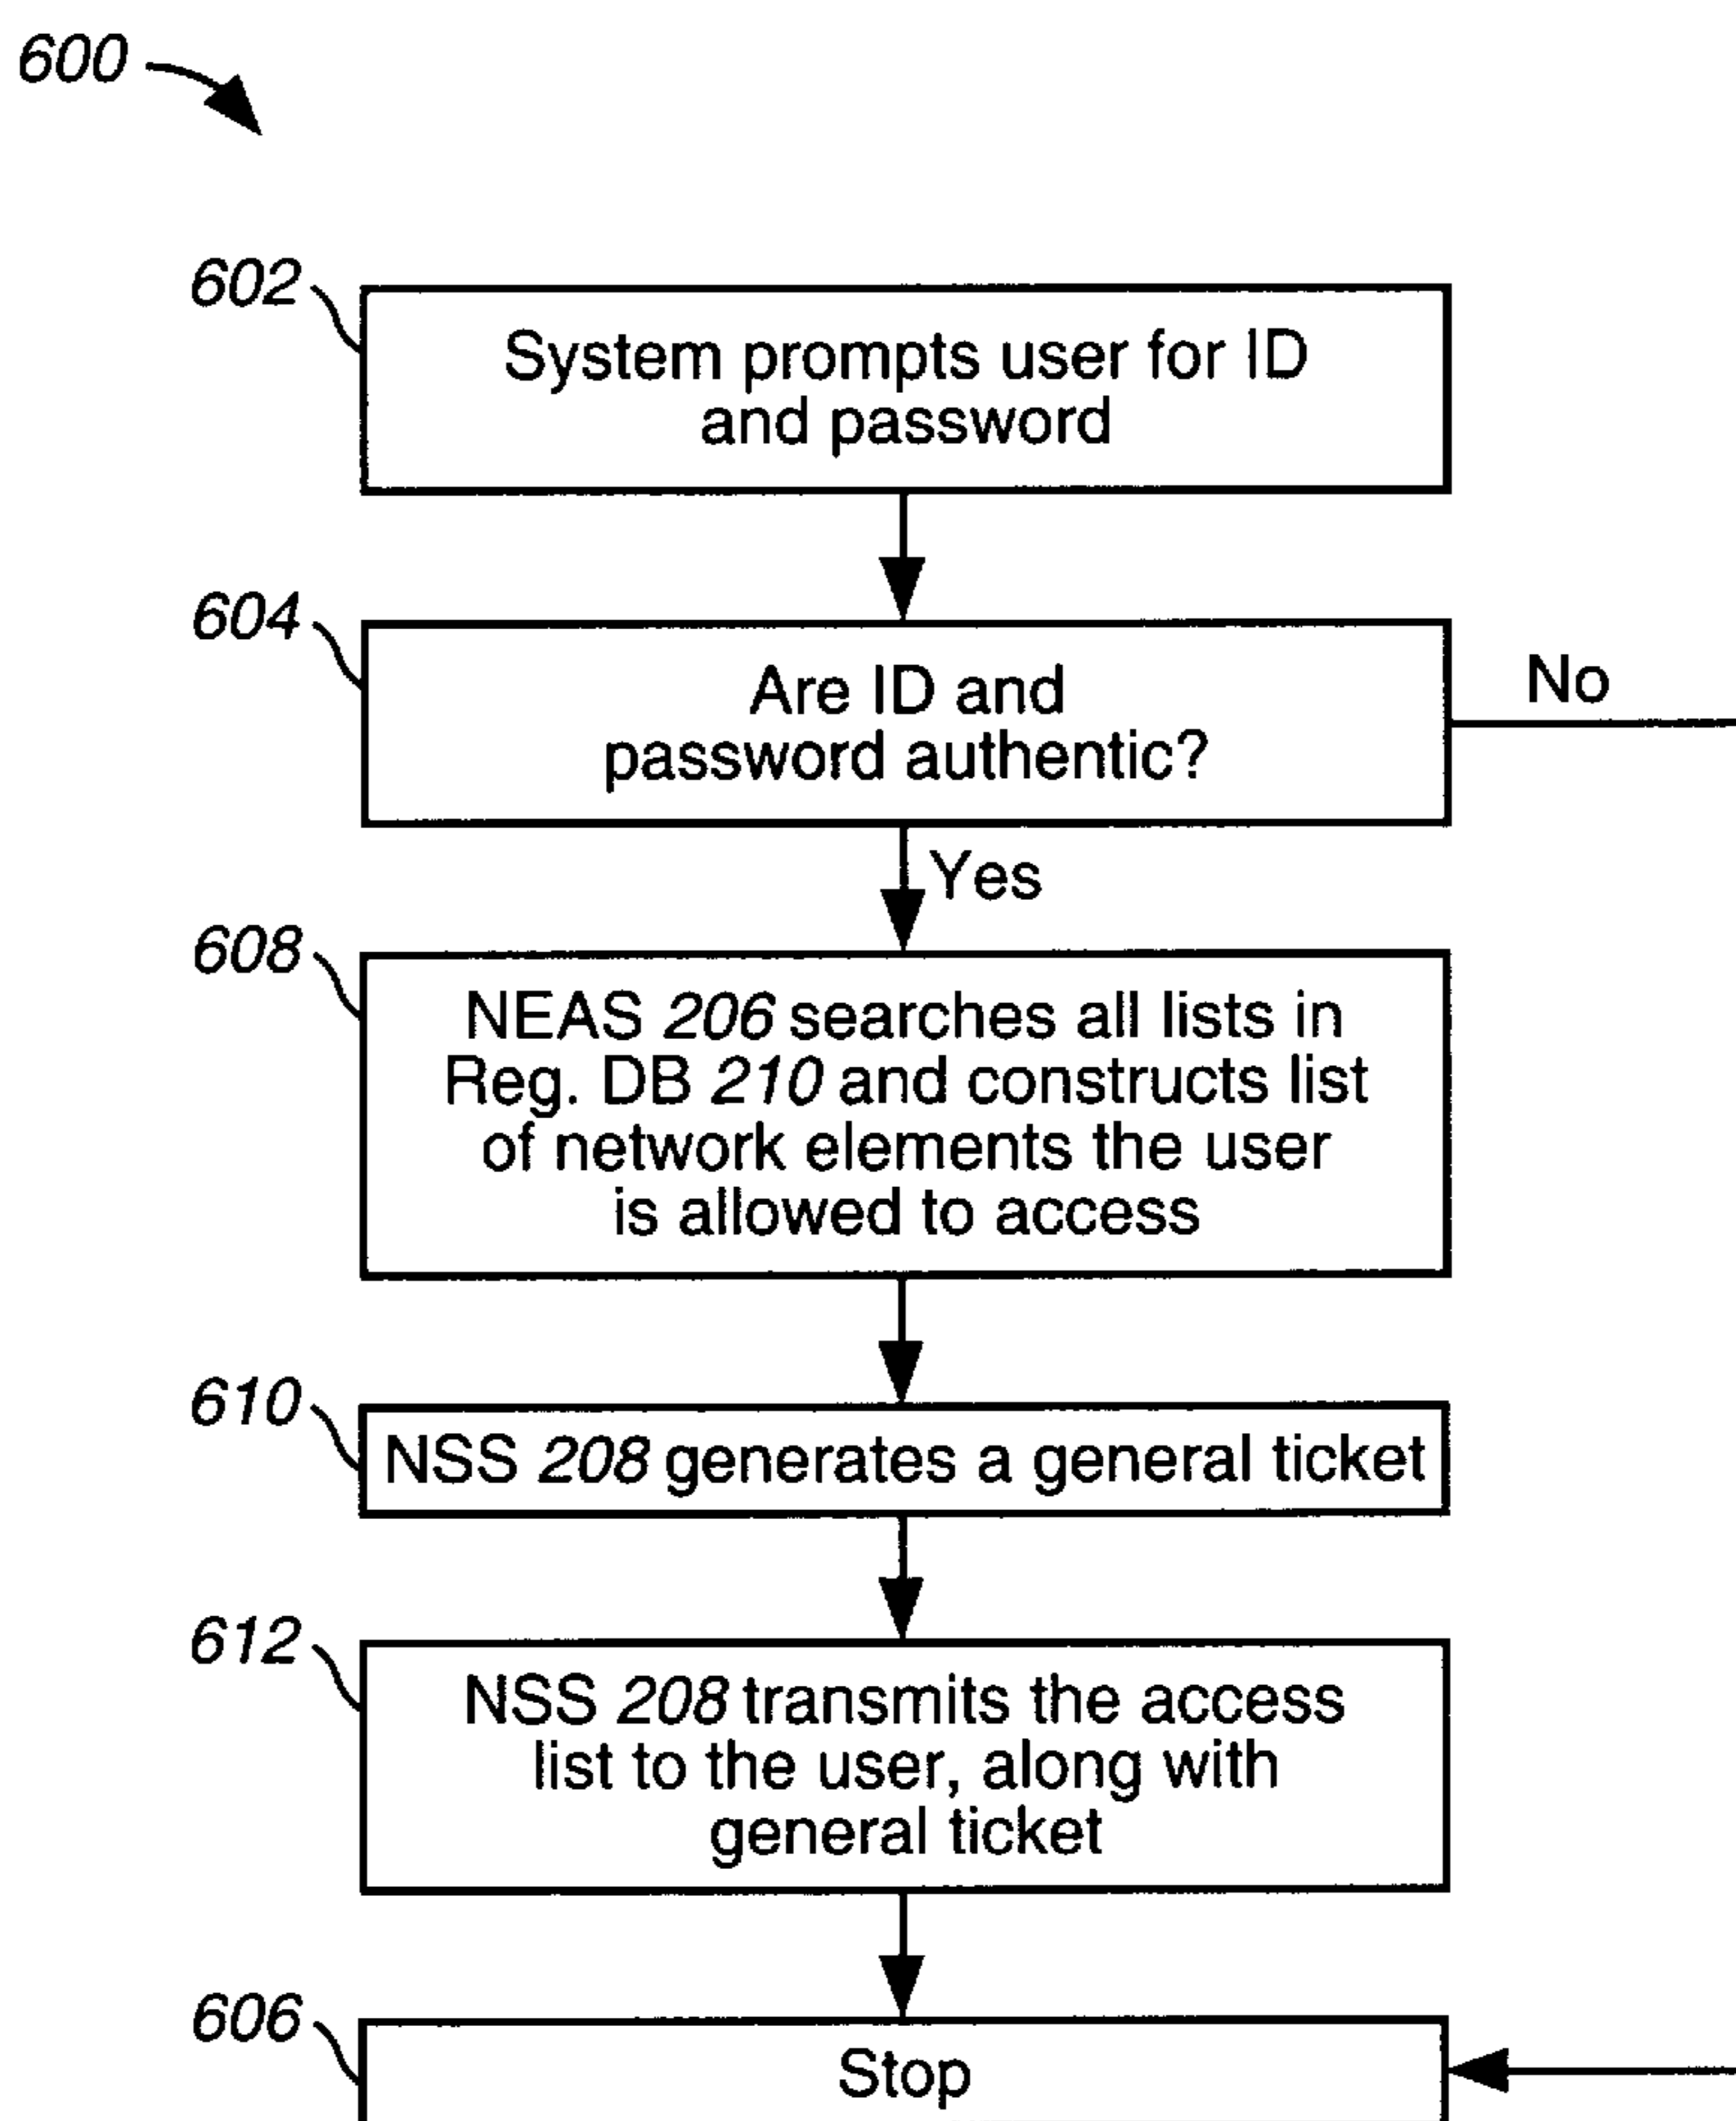 600
602
System prompts user for ID
and password
604
Are ID and
password authentic?
No
Yes
608
NEAS 206 searches all lists in
Reg. DB 210 and constructs list
of network elements the user
is allowed to access
610
NSS 208 generates a general ticket
612
NSS 208 transmits the access
list to the user, along with
general ticket
606
Stop